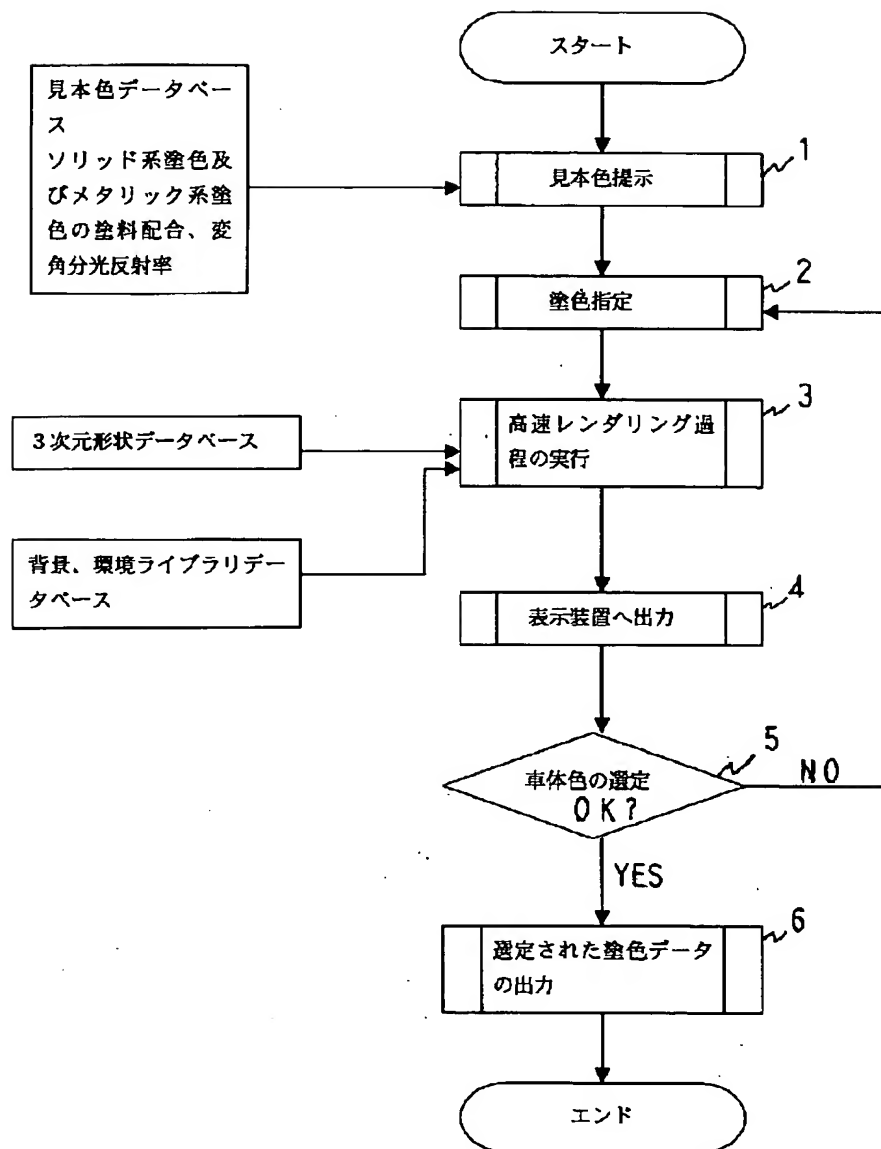 スタート
見本色データベー
ス
ソリッド系塗色及
びメタリック系塗
色の塗料配合、変
角分光反射率
1
見本色提示
2
塗色指定
3
高速レンダリング過
程の実行
3次元形状データベース
背景、環境ライブラリデー
タベース
4
表示装置へ出力
5
車体色の選定
OK?
NO
YES
6
選定された塗色データ
の出力
エンド